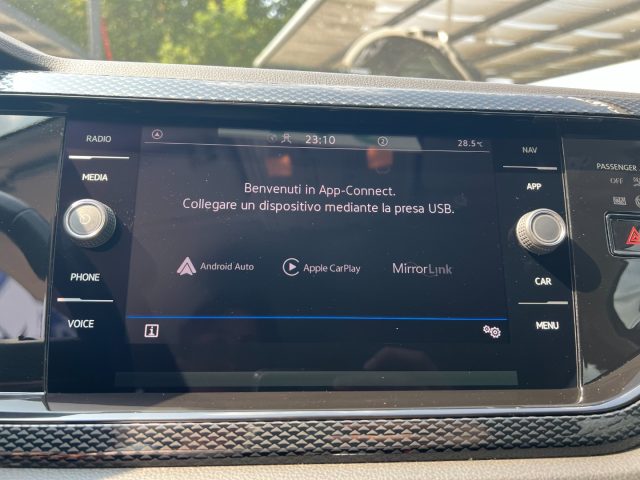 RADIO
MEDIA
PHONE
VOICE
23:10
28.5°C
Benvenuti in App-Connect.
Collegare un dispositivo mediante la presa USB.
Android Auto
Apple CarPlay
MirrorLink
NAV
APP
CAR
MENU
PASSENGER
OFF